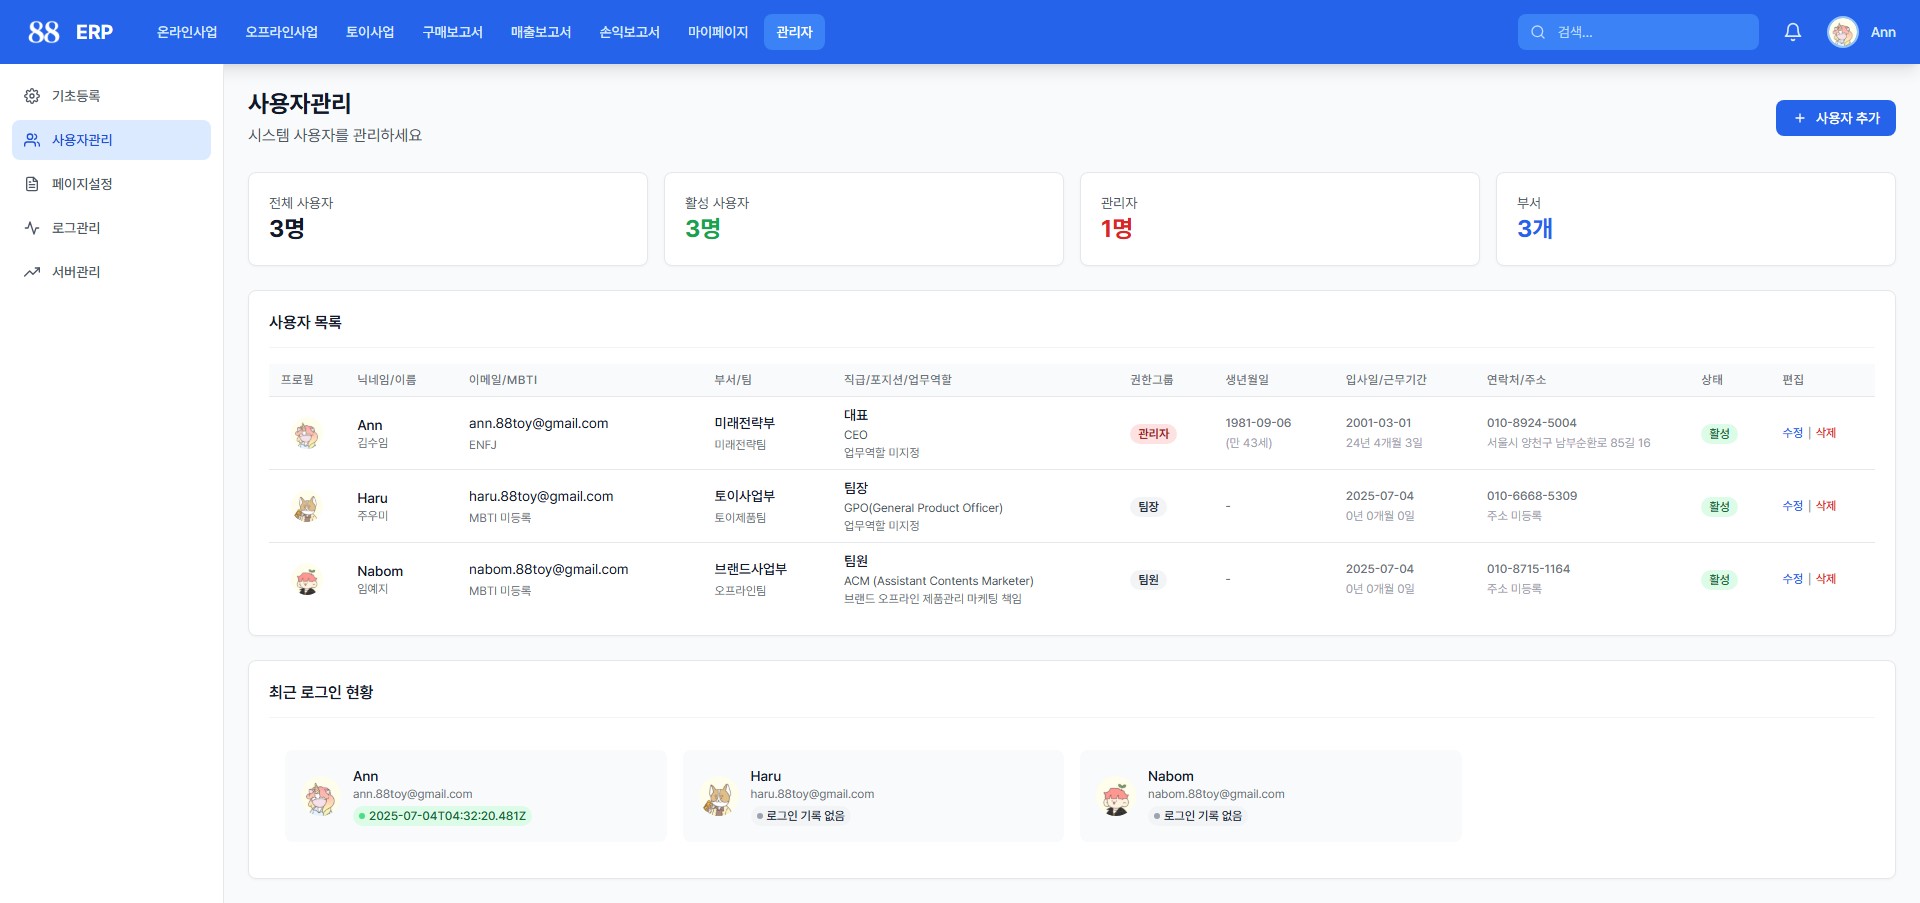 88 ERP 온라인사업 오프라인사업 토이사업 구매보고서 매출보고서 손익보고서 마이페이지 관리자 검색... Ann
기초등록
사용자관리
페이지설정
로그관리
서버관리
사용자관리
시스템 사용자를 관리하세요
+ 사용자 추가
전체 사용자
3명
활성 사용자
3명
관리자
1명
부서
3개
사용자 목록
프로필 닉네임/이름 이메일/MBTI 부서/팀 직급/포지션/업무역할 권한그룹 생년월일 입사일/근무기간 연락처/주소 상태 편집
Ann
김수임
ann.88toy@gmail.com
ENFJ
미래전략부
미래전략팀
대표
CEO
업무역할 미지정
관리자
1981-09-06
(만 43세)
2001-03-01
24년 4개월 3일
010-8924-5004
서울시 양천구 남부순환로 85길 16
활성
수정 | 삭제
Haru
주우미
haru.88toy@gmail.com
MBTI 미등록
토이사업부
토이제품팀
팀장
GPO(General Product Officer)
업무역할 미지정
팀장
-
2025-07-04
0년 0개월 0일
010-6668-5309
주소 미등록
활성
수정 | 삭제
Nabom
임예지
nabom.88toy@gmail.com
MBTI 미등록
브랜드사업부
오프라인팀
팀원
ACM (Assistant Contents Marketer)
브랜드 오프라인 제품관리 마케팅 책임
팀원
-
2025-07-04
0년 0개월 0일
010-8715-1164
주소 미등록
활성
수정 | 삭제
최근 로그인 현황
Ann
ann.88toy@gmail.com
2025-07-04T04:32:20.481Z
Haru
haru.88toy@gmail.com
로그인 기록 없음
Nabom
nabom.88toy@gmail.com
로그인 기록 없음